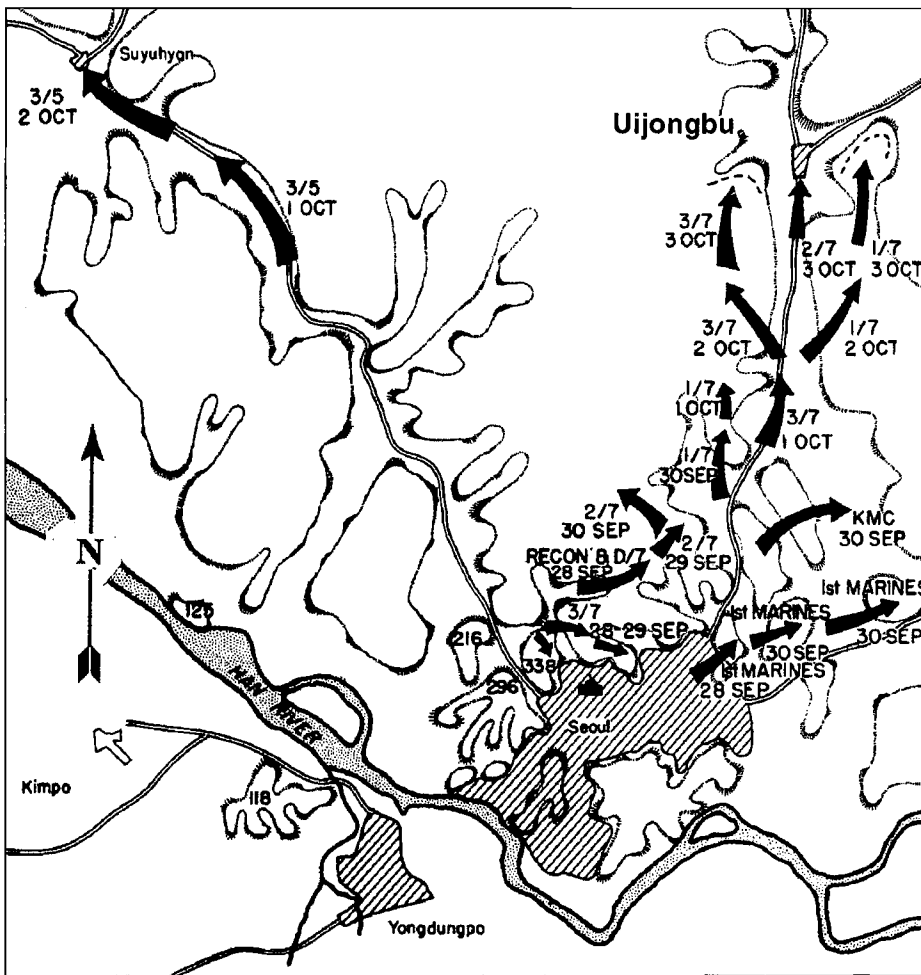 Suyuhyon
3/5
2 OCT
Uijongbu
3/5
1 OCT
3/7
3 OCT
2/7
3 OCT
1/7
3 OCT
3/7
2 OCT
1/7
2 OCT
1/7
1 OCT
3/7
1 OCT
1/7
30 SEP
2/7
30 SEP
KMC
30 SEP
N
RECON & D/7
28 SEP
2/7
29 SEP
1st MARINES
30 SEP
125
3/7
28-29 SEP
1st MARINES
30 SEP
216
338
1st MARINES
28 SEP
296
HAN RIVER
Seoul
Kimpo
118
Yongdungpo